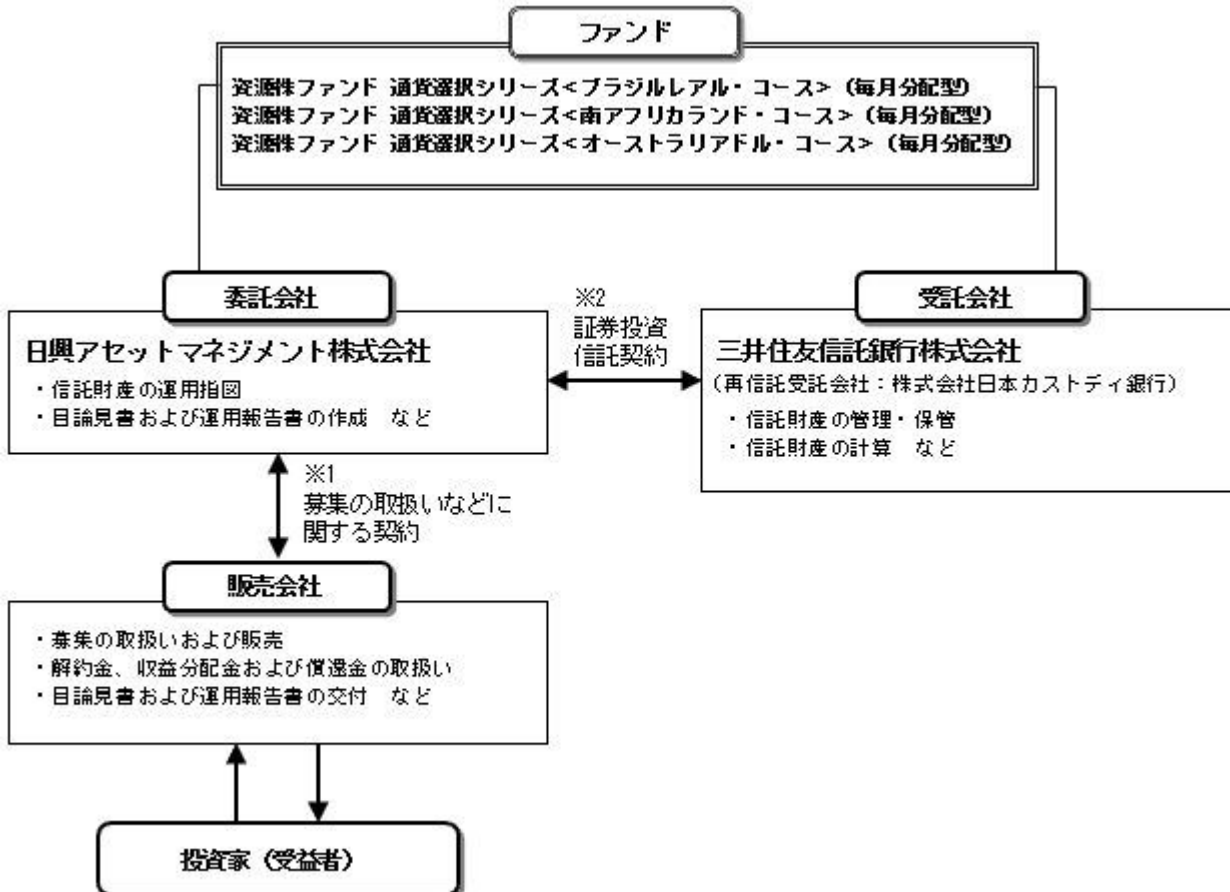 ファンド
資源株ファンド 通貨選択シリーズ<ブラジルレアル・コース>（毎月分配型）
資源株ファンド 通貨選択シリーズ<南アフリカランド・コース>（毎月分配型）
資源株ファンド 通貨選択シリーズ<オーストラリアドル・コース>（毎月分配型）
委託会社
日興アセットマネジメント株式会社
・信託財産の運用指図
・目論見書および運用報告書の作成　など
※2
証券投資
信託契約
受託会社
三井住友信託銀行株式会社
（再信託受託会社：株式会社日本カストディ銀行）
・信託財産の管理・保管
・信託財産の計算　など
※1
募集の取扱いなどに
関する契約
販売会社
・募集の取扱いおよび販売
・解約金、収益分配金および償還金の取扱い
・目論見書および運用報告書の交付　など
投資家（受益者）